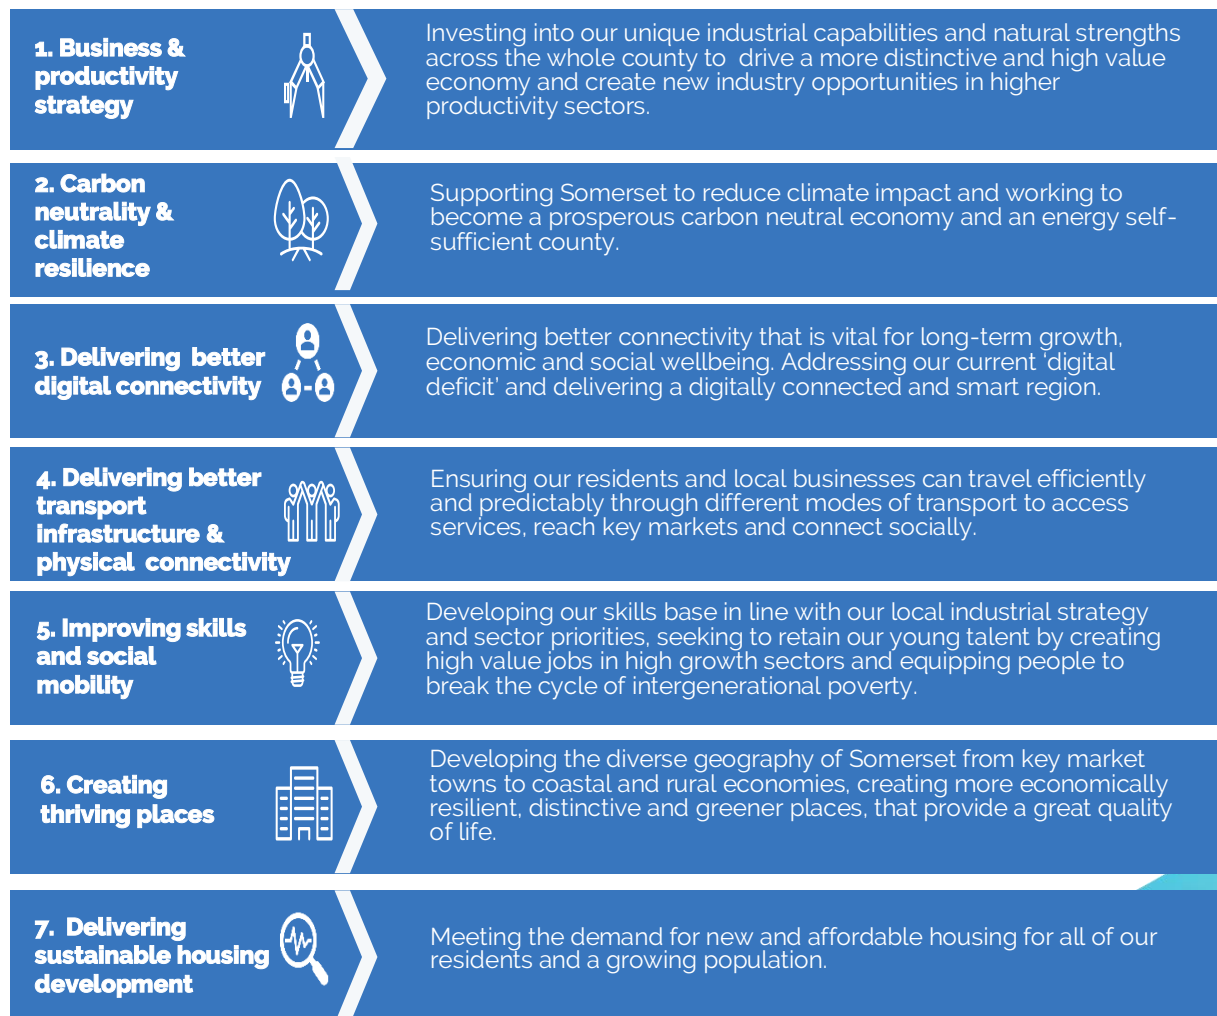 1. Business &
productivity
strategy
Investing into our unique industrial capabilities and natural strengths
across the whole county to  drive a more distinctive and high value
economy and create new industry opportunities in higher
productivity sectors.
2. Carbon
neutrality &
climate
resilience
Supporting Somerset to reduce climate impact and working to
become a prosperous carbon neutral economy and an energy self-
sufficient county.
3. Delivering  better
digital connectivity
Delivering better connectivity that is vital for long-term growth,
economic and social wellbeing. Addressing our current ‘digital
deficit’ and delivering a digitally connected and smart region.
4. Delivering better
transport
infrastructure &
physical  connectivity
Ensuring our residents and local businesses can travel efficiently
and predictably through different modes of transport to access
services, reach key markets and connect socially.
5. Improving skills
and social
mobility
Developing our skills base in line with our local industrial strategy
and sector priorities, seeking to retain our young talent by creating
high value jobs in high growth sectors and equipping people to
break the cycle of intergenerational poverty.
6. Creating
thriving places
Developing the diverse geography of Somerset from key market
towns to coastal and rural economies, creating more economically
resilient, distinctive and greener places, that provide a great quality
of life.
7.  Delivering
sustainable housing
development
Meeting the demand for new and affordable housing for all of our
residents and a growing population.